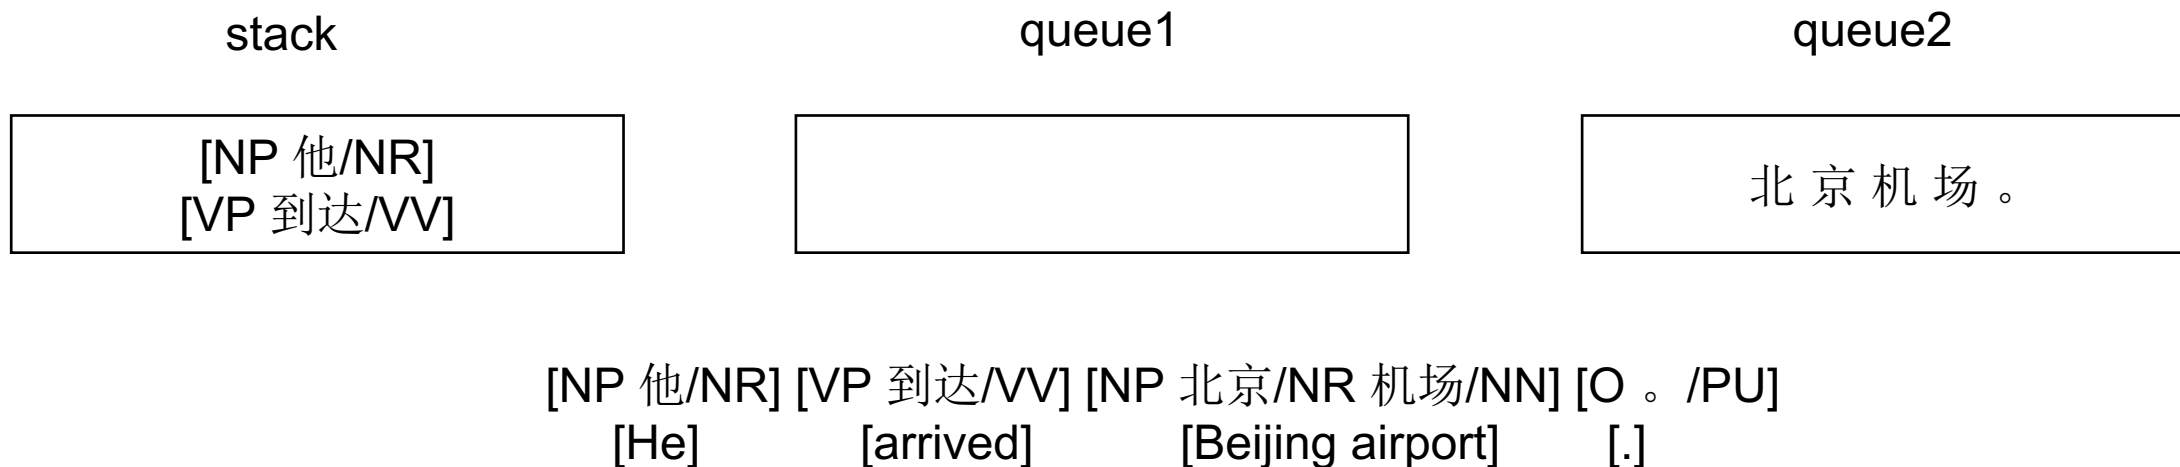 stack
queue1
queue2
[NP 他/NR]
[VP 到达/VV]
北 京 机 场 。
[NP 他/NR] [VP 到达/VV] [NP 北京/NR 机场/NN] [O 。/PU]
[He] [arrived] [Beijing airport] [.]